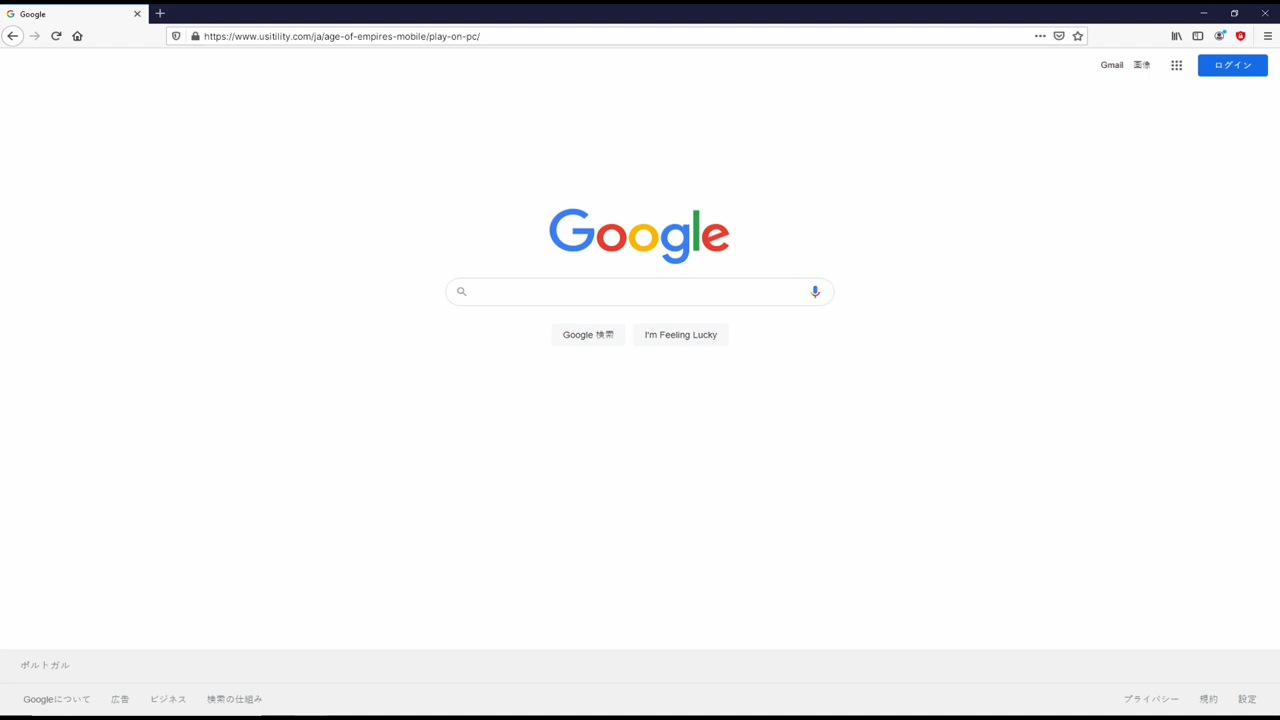 Google
https://www.usitility.com/ja/age-of-empires-mobile/play-on-pc/
Gmail 画像 ログイン
Google
Google 検索 I'm Feeling Lucky
ポルトガル
Googleについて 広告 ビジネス 検索の仕組み プライバシー 規約 設定